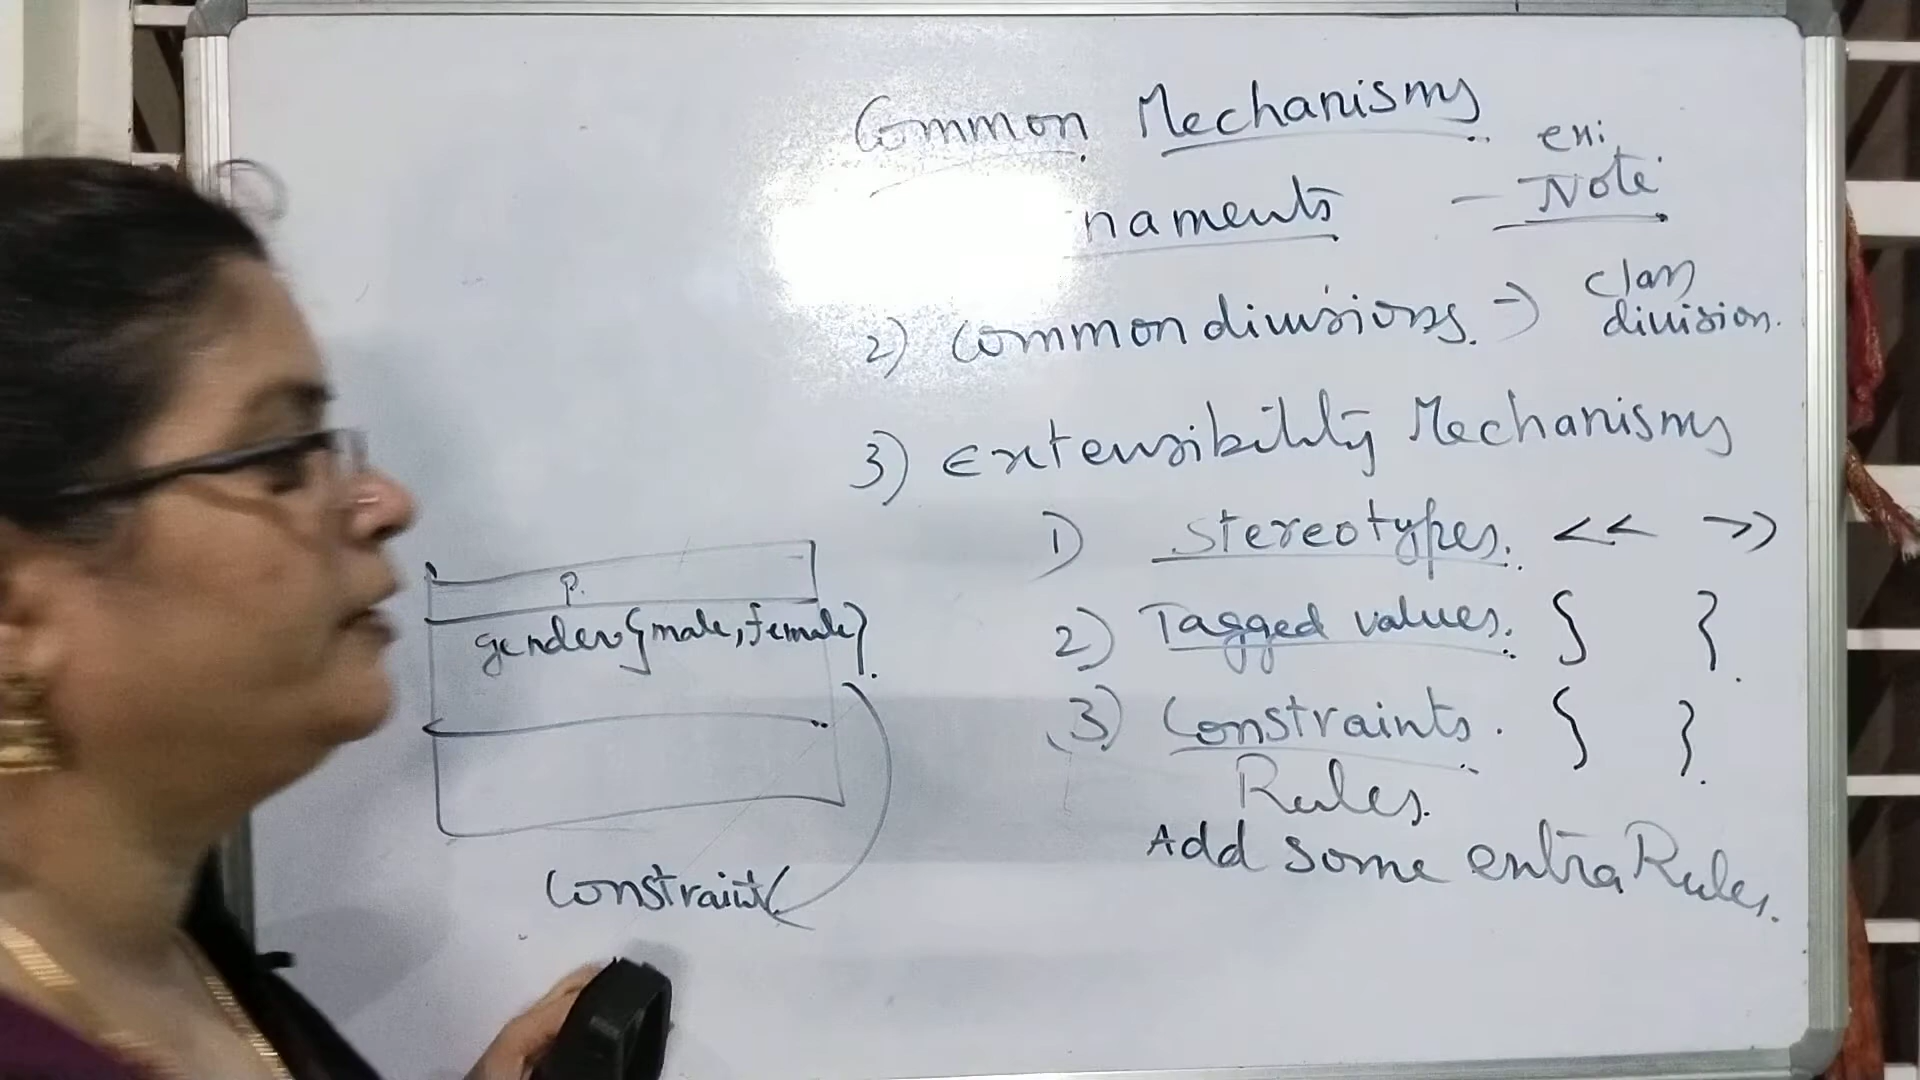 Common Mechanisms
naments - Note
ex:
2) Common divisions. -> class
division.
3) Extensibility Mechanisms
1) Stereotypes. << >>
2) Tagged values. { }
3) Constraints. { }
Rules.
Add some extra Rules.
P.
gender {male, female}.
Constraint